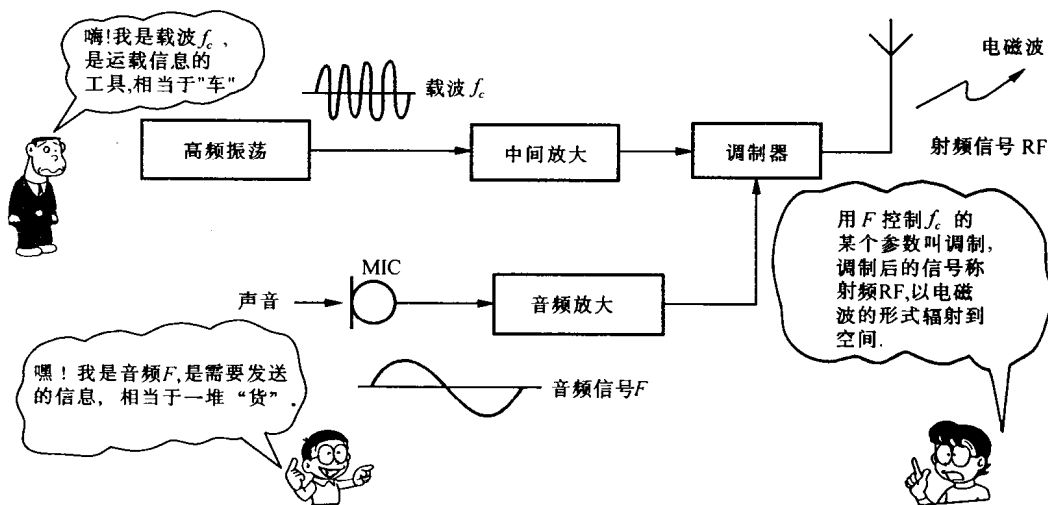 嗨!我是载波f_c、
是运载信息的
工具,相当于"车"
载波 f_c
电磁波
高频振荡
中间放大
调制器
射频信号 RF
用 F 控制 f_c 的
某个参数叫调制,
调制后的信号称
射频RF,以电磁
波的形式辐射到
空间.
MIC
声音
音频放大
嘿！我是音频F,是需要发送
的信息， 相当于一堆“货”.
音频信号F